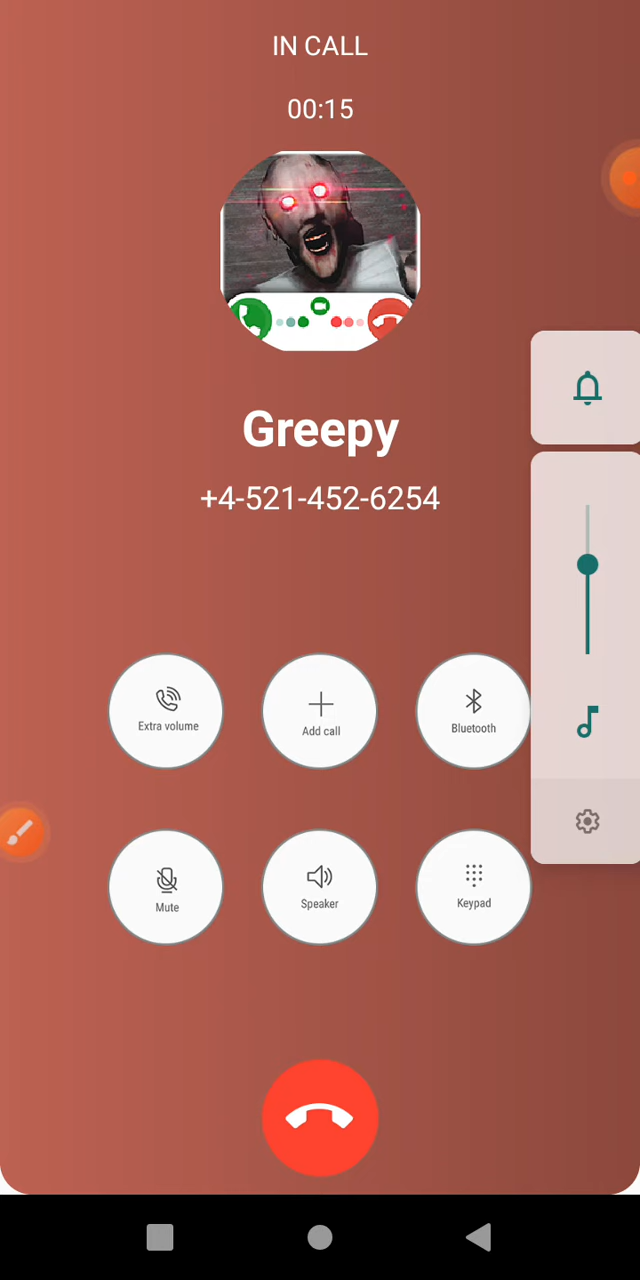 IN CALL
00:15
Greepy
+4-521-452-6254
Extra volume
Add call
Bluetooth
Mute
Speaker
Keypad